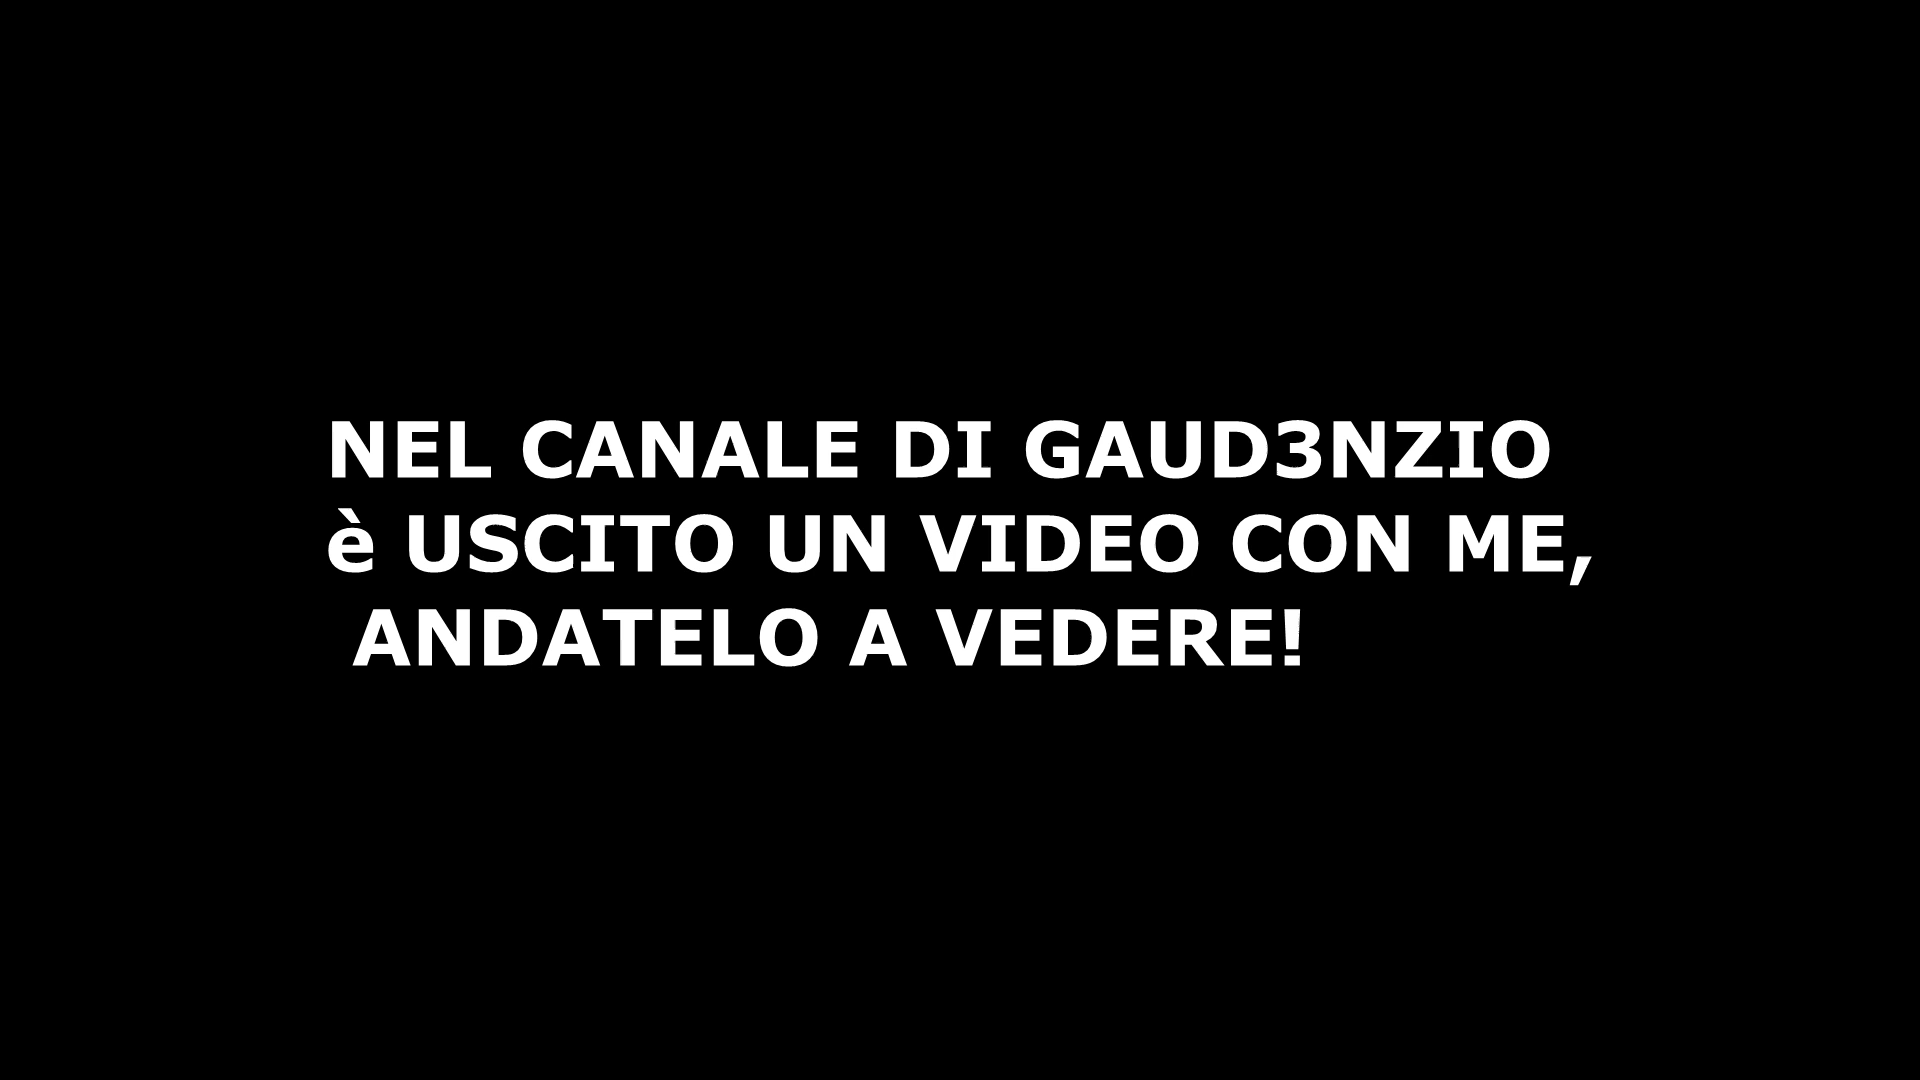 NEL CANALE DI GAUD3NZIO
è USCITO UN VIDEO CON ME,
ANDATELO A VEDERE!